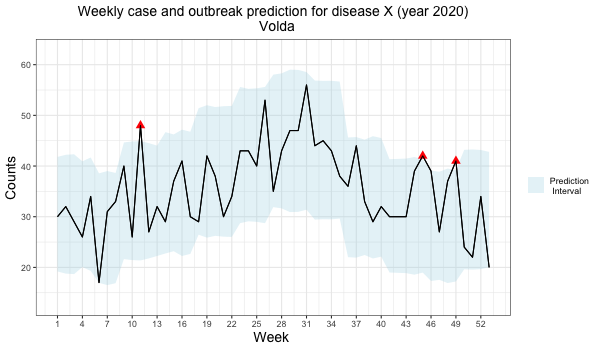 Weekly case and outbreak prediction for disease X (year 2020)
Volda
Counts
60
50
40
30
20
1 4 7 10 13 16 19 22 25 28 31 34 37 40 43 46 49 52
Week
Prediction
Interval